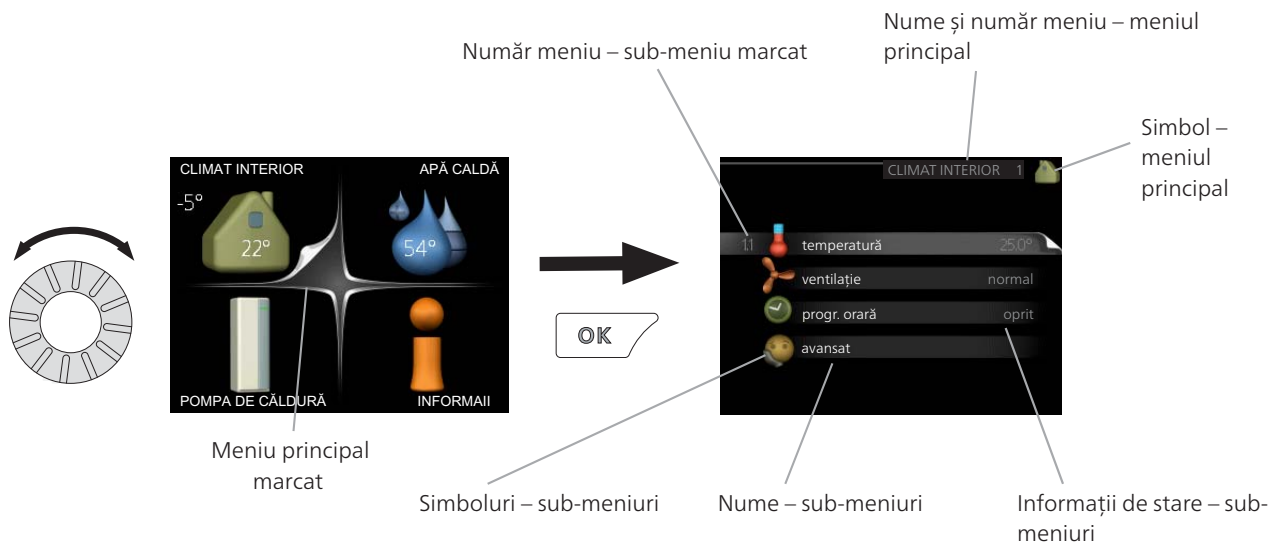 Nume și număr meniu – meniul
principal
Număr meniu – sub-meniu marcat
Simbol –
meniul
principal
CLIMAT INTERIOR
APĂ CALDĂ
-5°
22°
54°
POMPA DE CĂLDURĂ
INFORMAII
OK
CLIMAT INTERIOR 1
1.1 temperatură 25.0°
ventilație normal
progr. orară oprit
avansat
Meniu principal
marcat
Simboluri – sub-meniuri
Nume – sub-meniuri
Informații de stare – sub-
meniuri